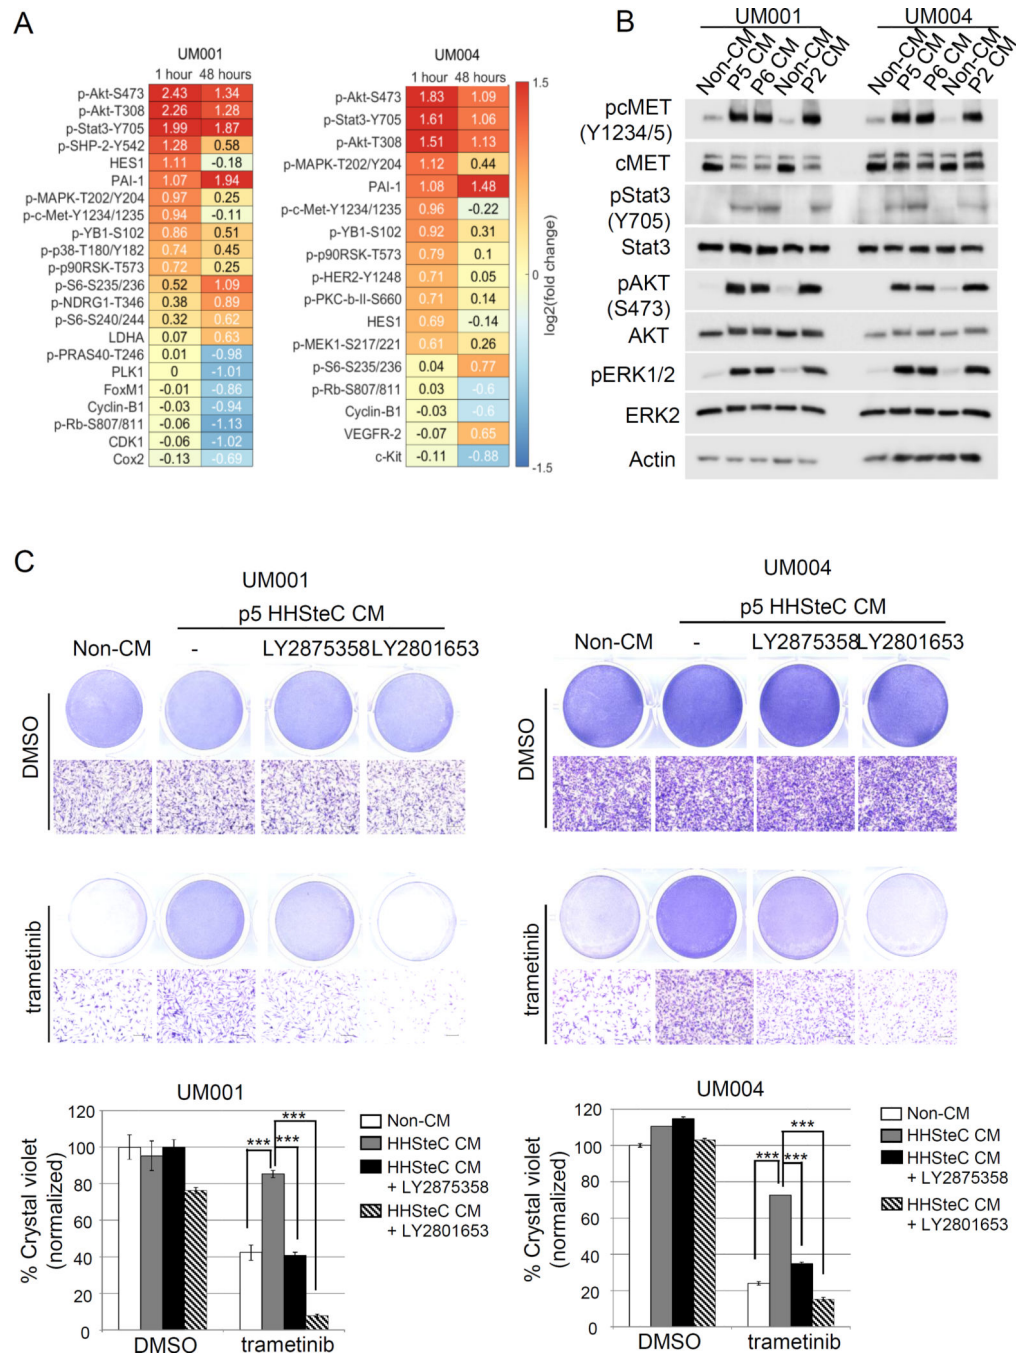 A
UM001
1 hour 48 hours
p-Akt-S473 2.43 1.34
p-Akt-T308 2.26 1.28
p-Stat3-Y705 1.99 1.87
p-SHP-2-Y542 1.28 0.58
HES1 1.11 -0.18
PAI-1 1.07 1.94
p-MAPK-T202/Y204 0.97 0.25
p-c-Met-Y1234/1235 0.94 -0.11
p-YB1-S102 0.86 0.51
p-p38-T180/Y182 0.74 0.45
p-p90RSK-T573 0.72 0.25
p-S6-S235/236 0.52 1.09
p-NDRG1-T346 0.38 0.89
p-S6-S240/244 0.32 0.62
LDHA 0.07 0.63
p-PRAS40-T246 0.01 -0.98
PLK1 0 -1.01
FoxM1 -0.01 -0.86
Cyclin-B1 -0.03 -0.94
p-Rb-S807/811 -0.06 -1.13
CDK1 -0.06 -1.02
Cox2 -0.13 -0.69
UM004
1 hour 48 hours
p-Akt-S473 1.83 1.09
p-Stat3-Y705 1.61 1.06
p-Akt-T308 1.51 1.13
p-MAPK-T202/Y204 1.12 0.44
PAI-1 1.08 1.48
p-c-Met-Y1234/1235 0.96 -0.22
p-YB1-S102 0.92 0.31
p-p90RSK-T573 0.79 0.1
p-HER2-Y1248 0.71 0.05
p-PKC-b-II-S660 0.71 0.14
HES1 0.69 -0.14
p-MEK1-S217/221 0.61 0.26
p-S6-S235/236 0.04 0.77
p-Rb-S807/811 0.03 -0.6
Cyclin-B1 -0.03 -0.6
VEGFR-2 -0.07 0.65
c-Kit -0.11 -0.88
1.5
0
-1.5
log2(fold change)
B
UM001 UM004
Non-CM P5 CM P6 CM Non-CM P2 CM Non-CM P5 CM P6 CM Non-CM P2 CM
pcMET
(Y1234/5)
cMET
pStat3
(Y705)
Stat3
pAKT
(S473)
AKT
pERK1/2
ERK2
Actin
C
UM001
p5 HHSteC CM
Non-CM - LY2875358 LY2801653
DMSO
trametinib
UM004
p5 HHSteC CM
Non-CM - LY2875358 LY2801653
DMSO
trametinib
UM001
% Crystal violet
(normalized)
120
100
80
60
40
20
0
DMSO trametinib
*** *** ***
Non-CM
HHSteC CM
HHSteC CM
+ LY2875358
HHSteC CM
+ LY2801653
UM004
% Crystal violet
(normalized)
120
100
80
60
40
20
0
DMSO trametinib
*** *** ***
Non-CM
HHSteC CM
HHSteC CM
+ LY2875358
HHSteC CM
+ LY2801653